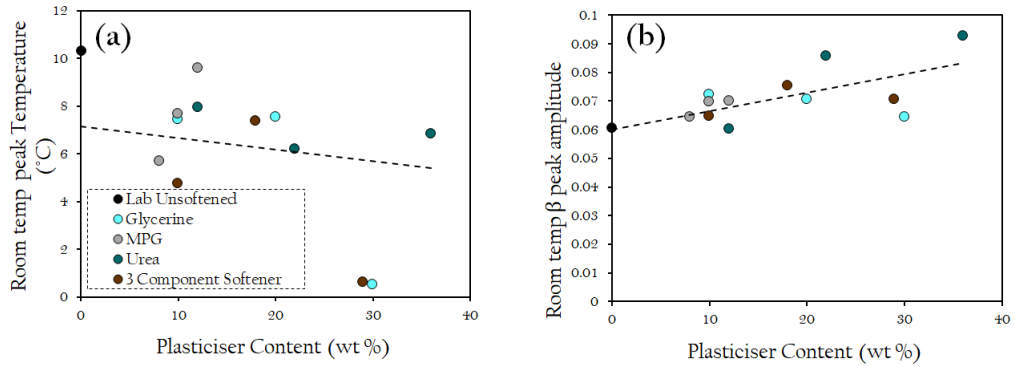 (a)
Room temp peak Temperature
(°C)
12
10
8
6
4
2
0
Lab Unsoftened
Glycerine
MPG
Urea
3 Component Softener
0 10 20 30 40
Plasticiser Content (wt %)
(b)
Room temp β peak amplitude
0.1
0.09
0.08
0.07
0.06
0.05
0.04
0.03
0.02
0.01
0
0 10 20 30 40
Plasticiser Content (wt %)